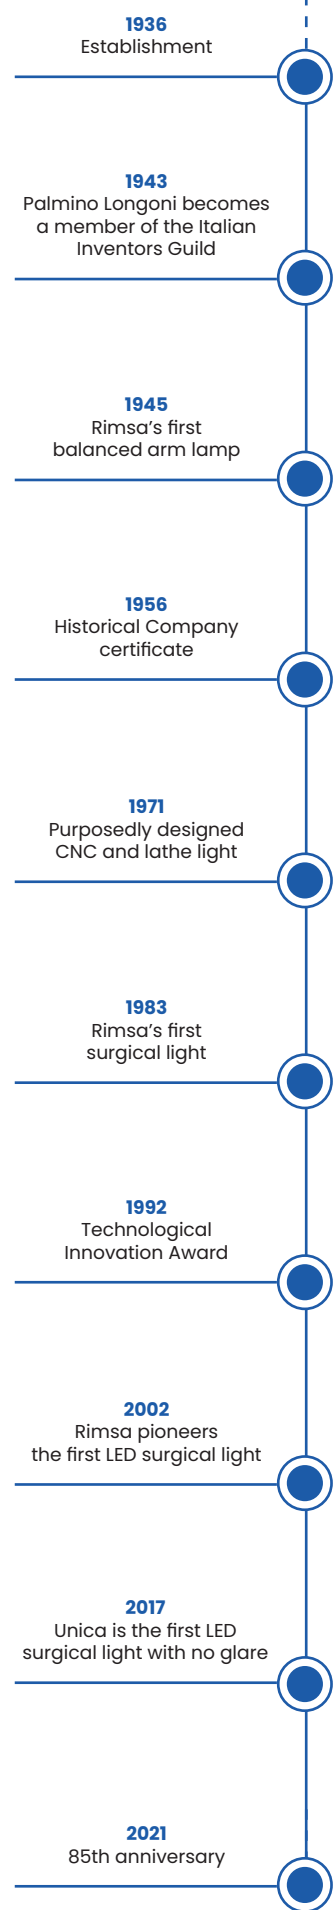 1936
Establishment
1943
Palmino Longoni becomes
a member of the Italian
Inventors Guild
1945
Rimsa’s first
balanced arm lamp
1956
Historical Company
certificate
1971
Purposedly designed
CNC and lathe light
1983
Rimsa’s first
surgical light
1992
Technological
Innovation Award
2002
Rimsa pioneers
the first LED surgical light
2017
Unica is the first LED
surgical light with no glare
2021
85th anniversary